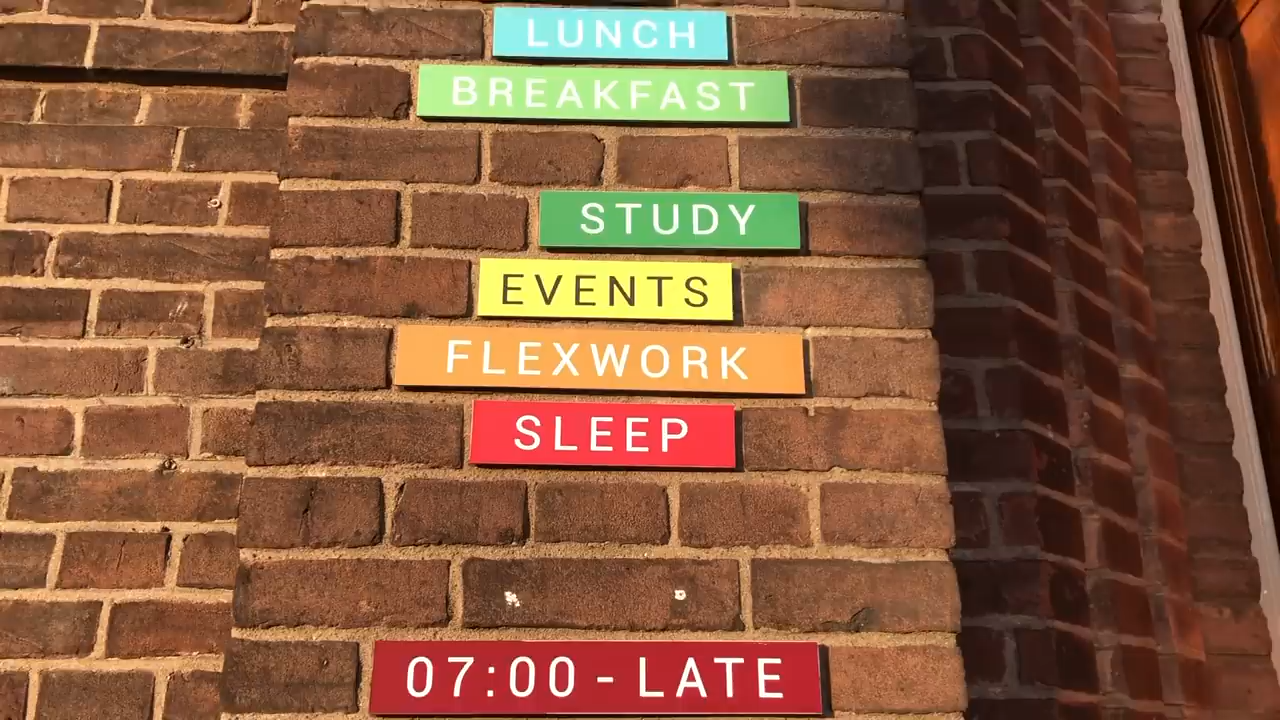 LUNCH
BREAKFAST
STUDY
EVENTS
FLEXWORK
SLEEP
07:00 - LATE